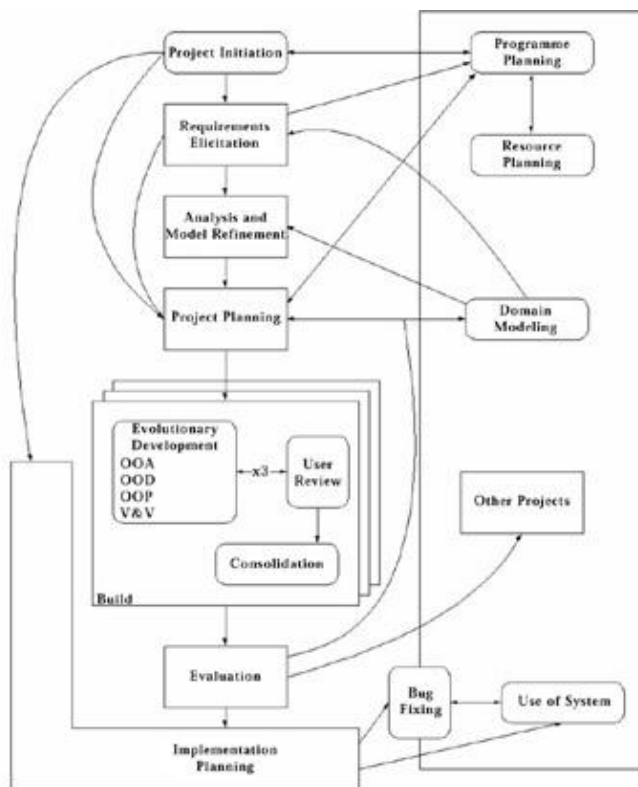 Project Initiation
Programme
Planning
Requirements
Elicitation
Resource
Planning
Analysis and
Model Refinement
Project Planning
Domain
Modeling
Evolutionary
Development
OOA
OOD
OOP
V&V
x3
User
Review
Consolidation
Build
Other Projects
Evaluation
Bug
Fixing
Use of System
Implementation
Planning